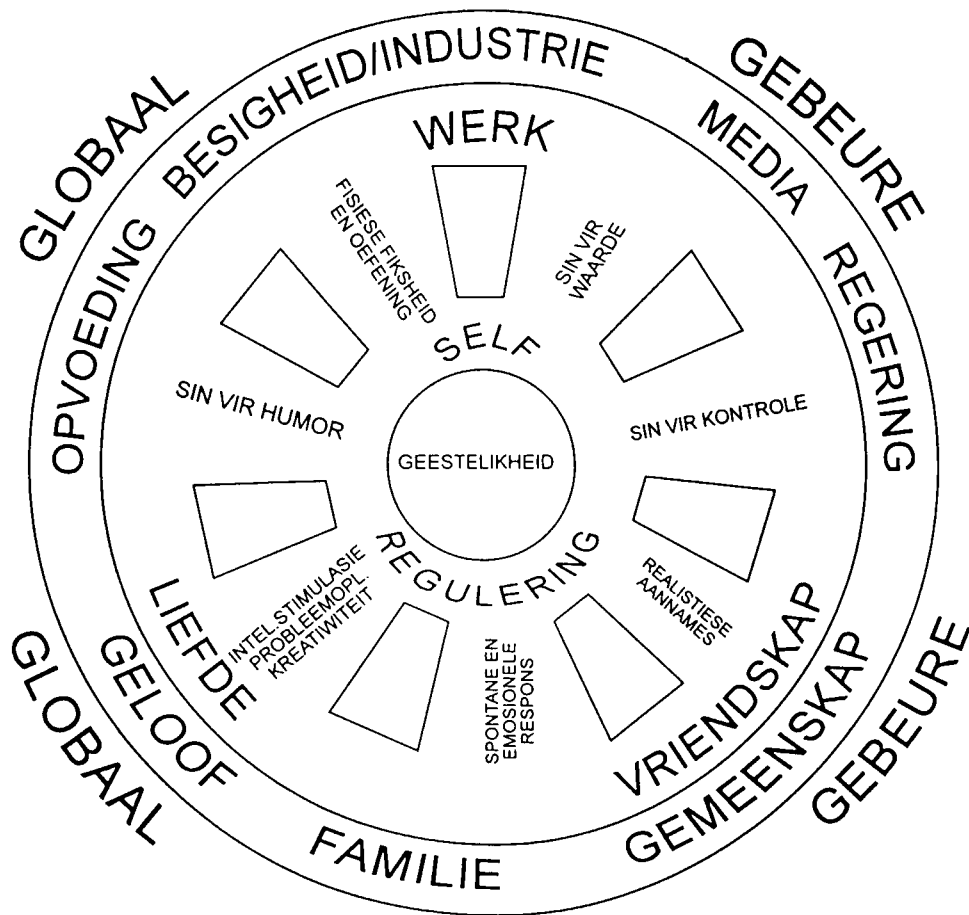 GLOBAAL
GEBEURE
BESIGHEID/INDUSTRIE
MEDIA
REGERING
OPVOEDING
WERK
FISIESE FIKSHEID
EN OEFENING
SIN VIR
WAARDE
SELF
SIN VIR HUMOR
SIN VIR KONTROLE
GEESTELIKHEID
REGULERING
INTEL.STIMULASIE
PROBLEEMOPL.
KREATIWITEIT
REALISTIESE
AANNAMES
SPONTANE EN
EMOSIONELE
RESPONS
LIEFDE
VRIENDSKAP
GELOOF
FAMILIE
GEMEENSKAP
GLOBAAL
GEBEURE